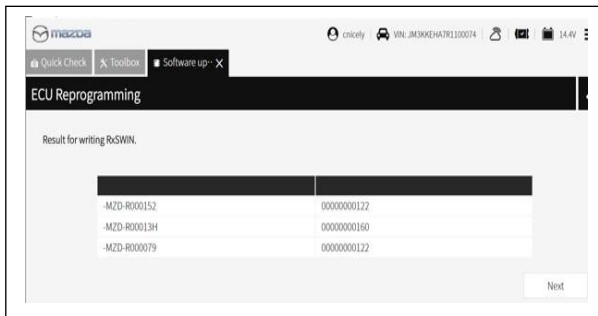 mazda
cnicely VIN: JM3KKEHA7R1100074 14.4V
Quick Check Toolbox Software up··
ECU Reprogramming
Result for writing RxSWIN.
-MZD-R000152 00000000122
-MZD-R00013H 00000000160
-MZD-R000079 00000000122
Next